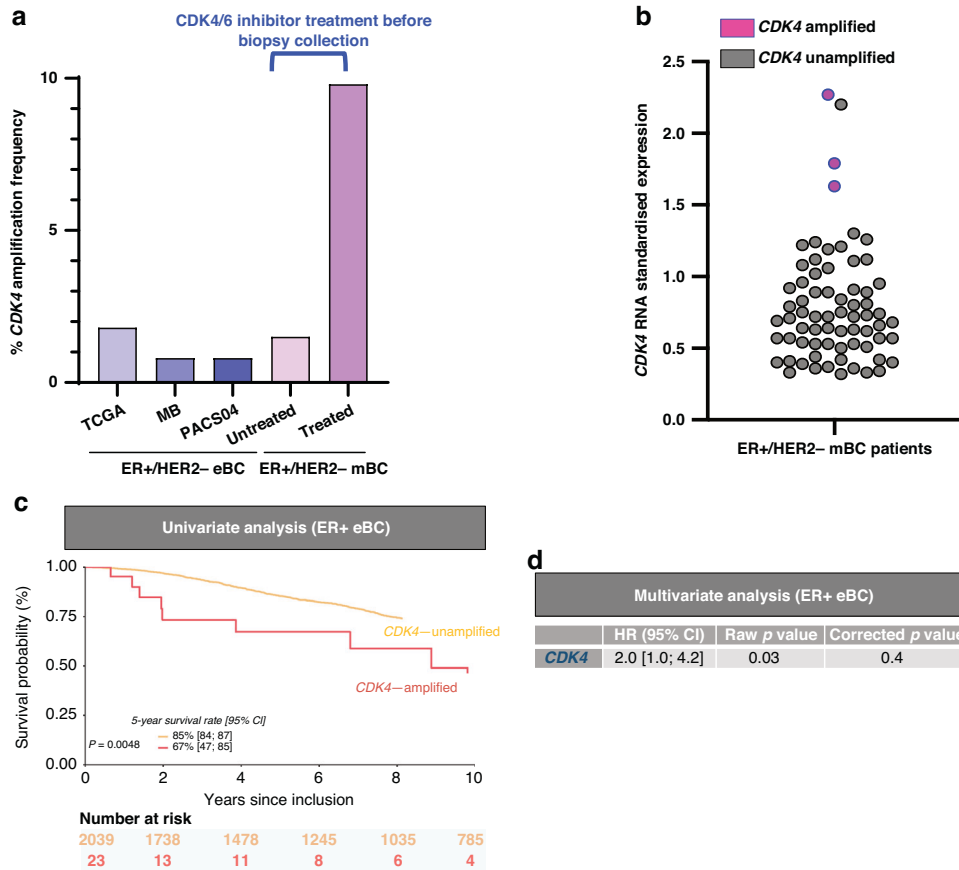 a
CDK4/6 inhibitor treatment before
biopsy collection
% CDK4 amplification frequency
10
5
0
TCGA
MB
PACS04
Untreated
Treated
ER+/HER2– eBC
ER+/HER2– mBC
b
CDK4 amplified
CDK4 unamplified
CDK4 RNA standardised expression
2.5
2.0
1.5
1.0
0.5
0.0
ER+/HER2– mBC patients
c
Univariate analysis (ER+ eBC)
Survival probability (%)
1.00
0.75
0.50
0.25
0.00
CDK4—unamplified
CDK4—amplified
5-year survival rate [95% CI]
85% [84; 87]
67% [47; 85]
P = 0.0048
0 2 4 6 8 10
Years since inclusion
Number at risk
2039 1738 1478 1245 1035 785
23 13 11 8 6 4
d
Multivariate analysis (ER+ eBC)
HR (95% CI) Raw p value Corrected p value
CDK4 2.0 [1.0; 4.2] 0.03 0.4